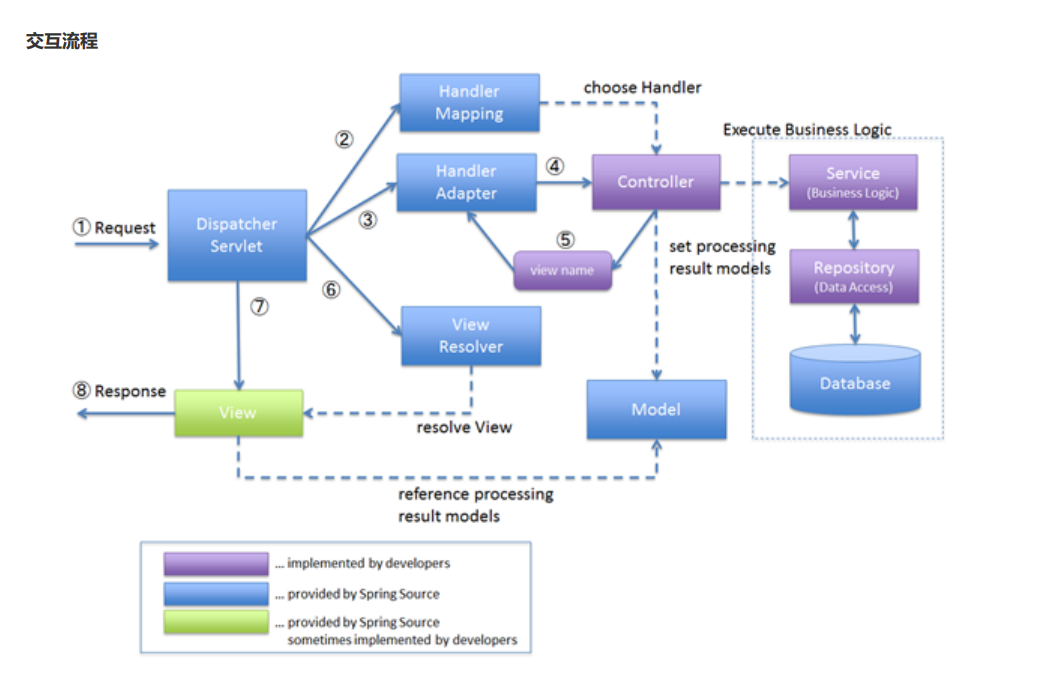 交互流程
choose Handler
Handler
Mapping
②
Execute Business Logic
Handler
Adapter
④
Controller
Service
(Business Logic)
① Request
Dispatcher
Servlet
③
⑤
view name
set processing
result models
Repository
(Data Access)
⑥
⑦
View
Resolver
Database
⑧ Response
View
resolve View
Model
reference processing
result models
... implemented by developers
... provided by Spring Source
... provided by Spring Source
sometimes implemented by developers